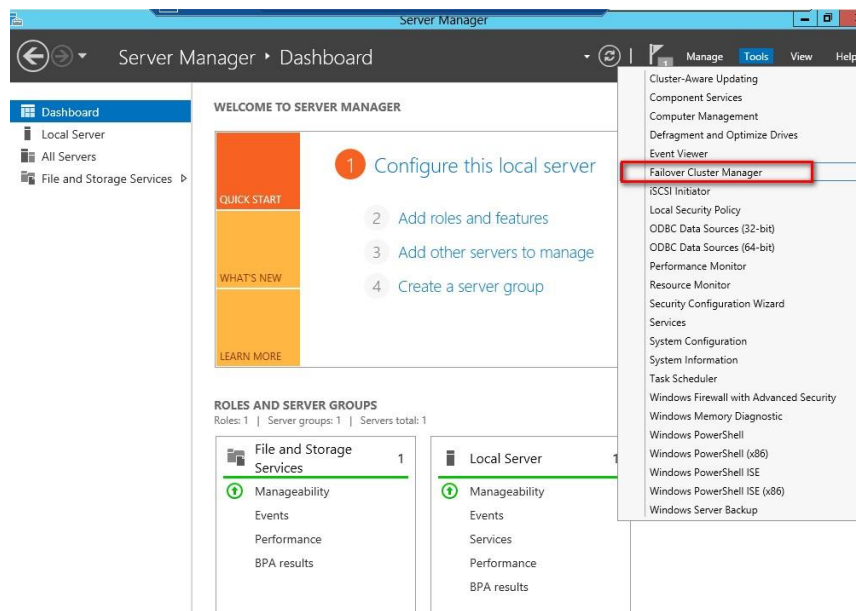 Server Manager
Server Manager ‣ Dashboard
1
Manage Tools View Help
Dashboard
Local Server
All Servers
File and Storage Services
WELCOME TO SERVER MANAGER
QUICK START
WHAT'S NEW
LEARN MORE
1 Configure this local server
2 Add roles and features
3 Add other servers to manage
4 Create a server group
ROLES AND SERVER GROUPS
Roles: 1 | Server groups: 1 | Servers total: 1
File and Storage
Services
1
Manageability
Events
Performance
BPA results
Local Server
1
Manageability
Events
Services
Performance
BPA results
Cluster-Aware Updating
Component Services
Computer Management
Defragment and Optimize Drives
Event Viewer
Failover Cluster Manager
iSCSI Initiator
Local Security Policy
ODBC Data Sources (32-bit)
ODBC Data Sources (64-bit)
Performance Monitor
Resource Monitor
Security Configuration Wizard
Services
System Configuration
System Information
Task Scheduler
Windows Firewall with Advanced Security
Windows Memory Diagnostic
Windows PowerShell
Windows PowerShell (x86)
Windows PowerShell ISE
Windows PowerShell ISE (x86)
Windows Server Backup